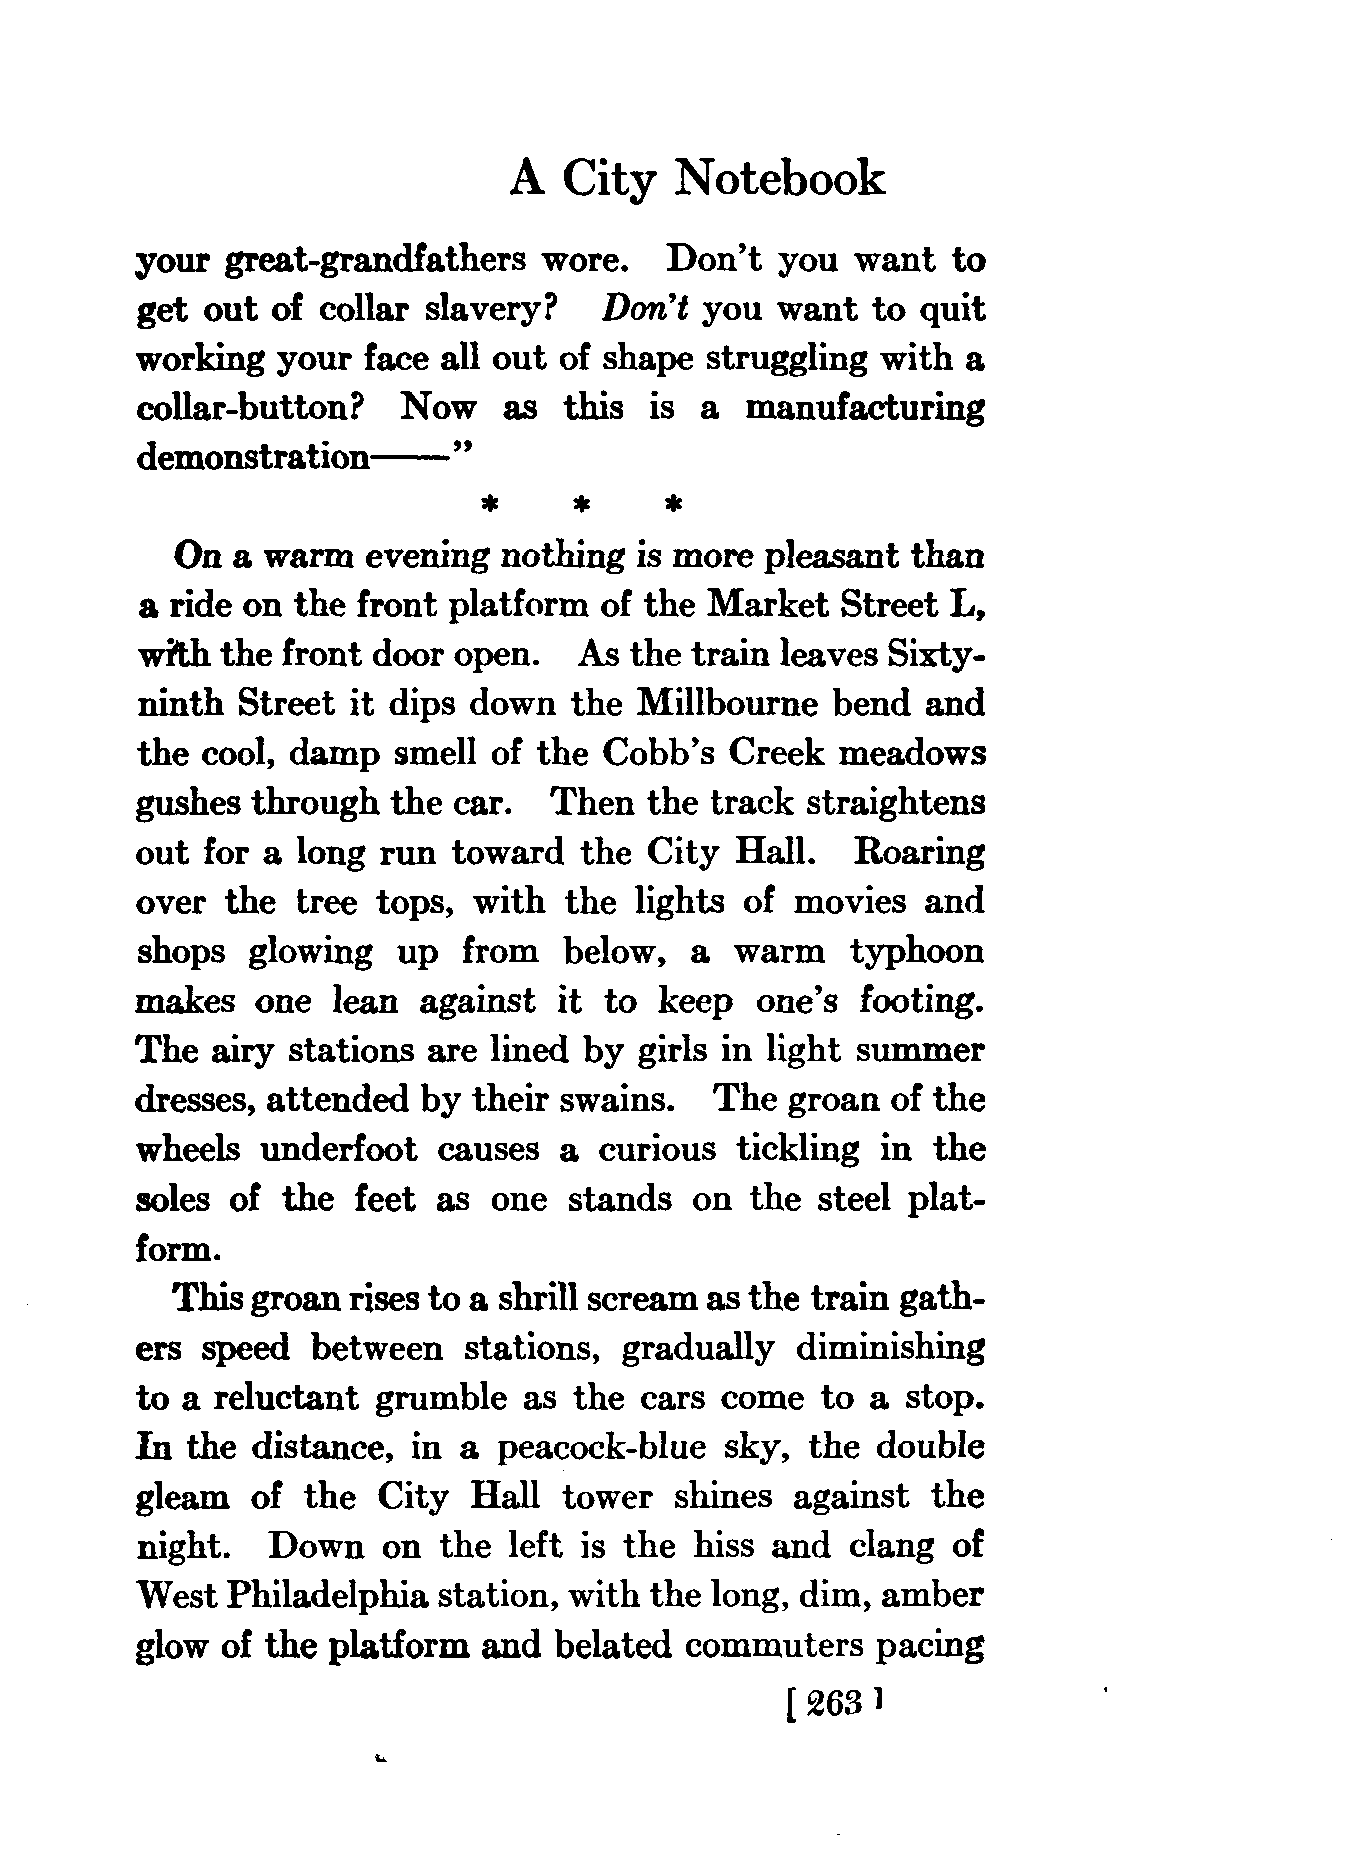 A City Notebook
your great-grandfathers wore. Don't you want to
get out of collar slavery? Don't you want to quit
working your face all out of shape struggling with a
collar-button? Now as this is a manufacturing
demonstration——"
* * *
On a warm evening nothing is more pleasant than
a ride on the front platform of the Market Street L,
with the front door open. As the train leaves Sixty-
ninth Street it dips down the Millbourne bend and
the cool, damp smell of the Cobb's Creek meadows
gushes through the car. Then the track straightens
out for a long run toward the City Hall. Roaring
over the tree tops, with the lights of movies and
shops glowing up from below, a warm typhoon
makes one lean against it to keep one's footing.
The airy stations are lined by girls in light summer
dresses, attended by their swains. The groan of the
wheels underfoot causes a curious tickling in the
soles of the feet as one stands on the steel plat-
form.
This groan rises to a shrill scream as the train gath-
ers speed between stations, gradually diminishing
to a reluctant grumble as the cars come to a stop.
In the distance, in a peacock-blue sky, the double
gleam of the City Hall tower shines against the
night. Down on the left is the hiss and clang of
West Philadelphia station, with the long, dim, amber
glow of the platform and belated commuters pacing
[ 263 ]